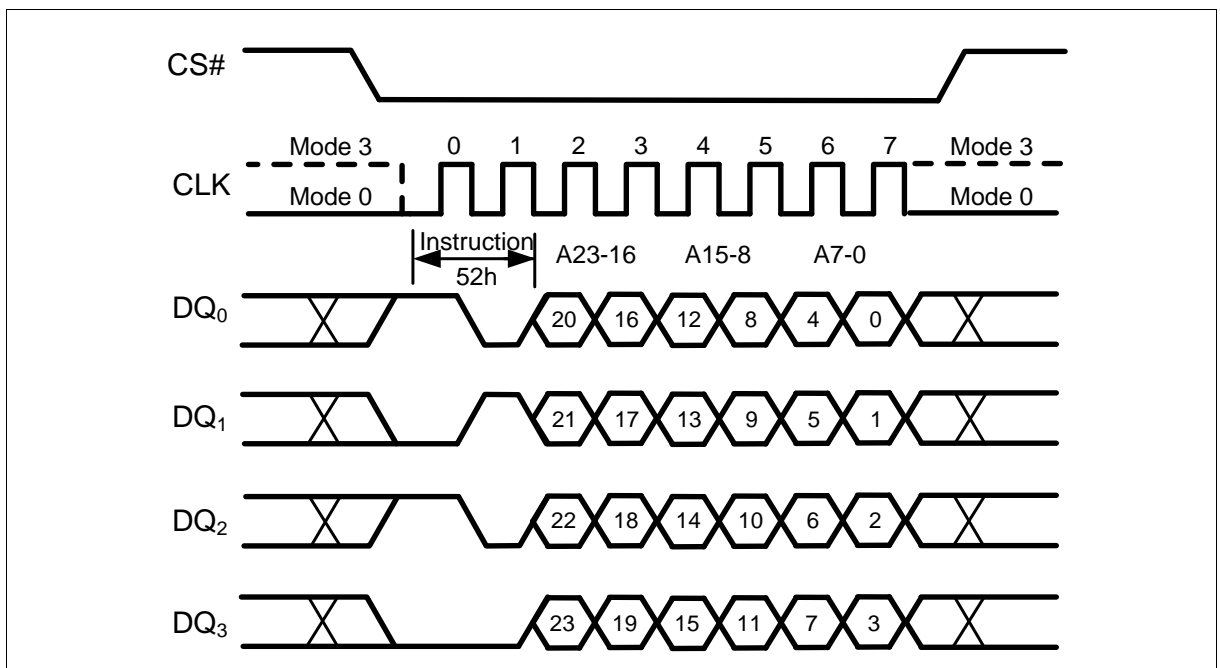 CS#
Mode 3 0 1 2 3 4 5 6 7 Mode 3
CLK
Mode 0 Mode 0
Instruction A23-16 A15-8 A7-0
52h
DQ0 20 16 12 8 4 0
DQ1 21 17 13 9 5 1
DQ2 22 18 14 10 6 2
DQ3 23 19 15 11 7 3